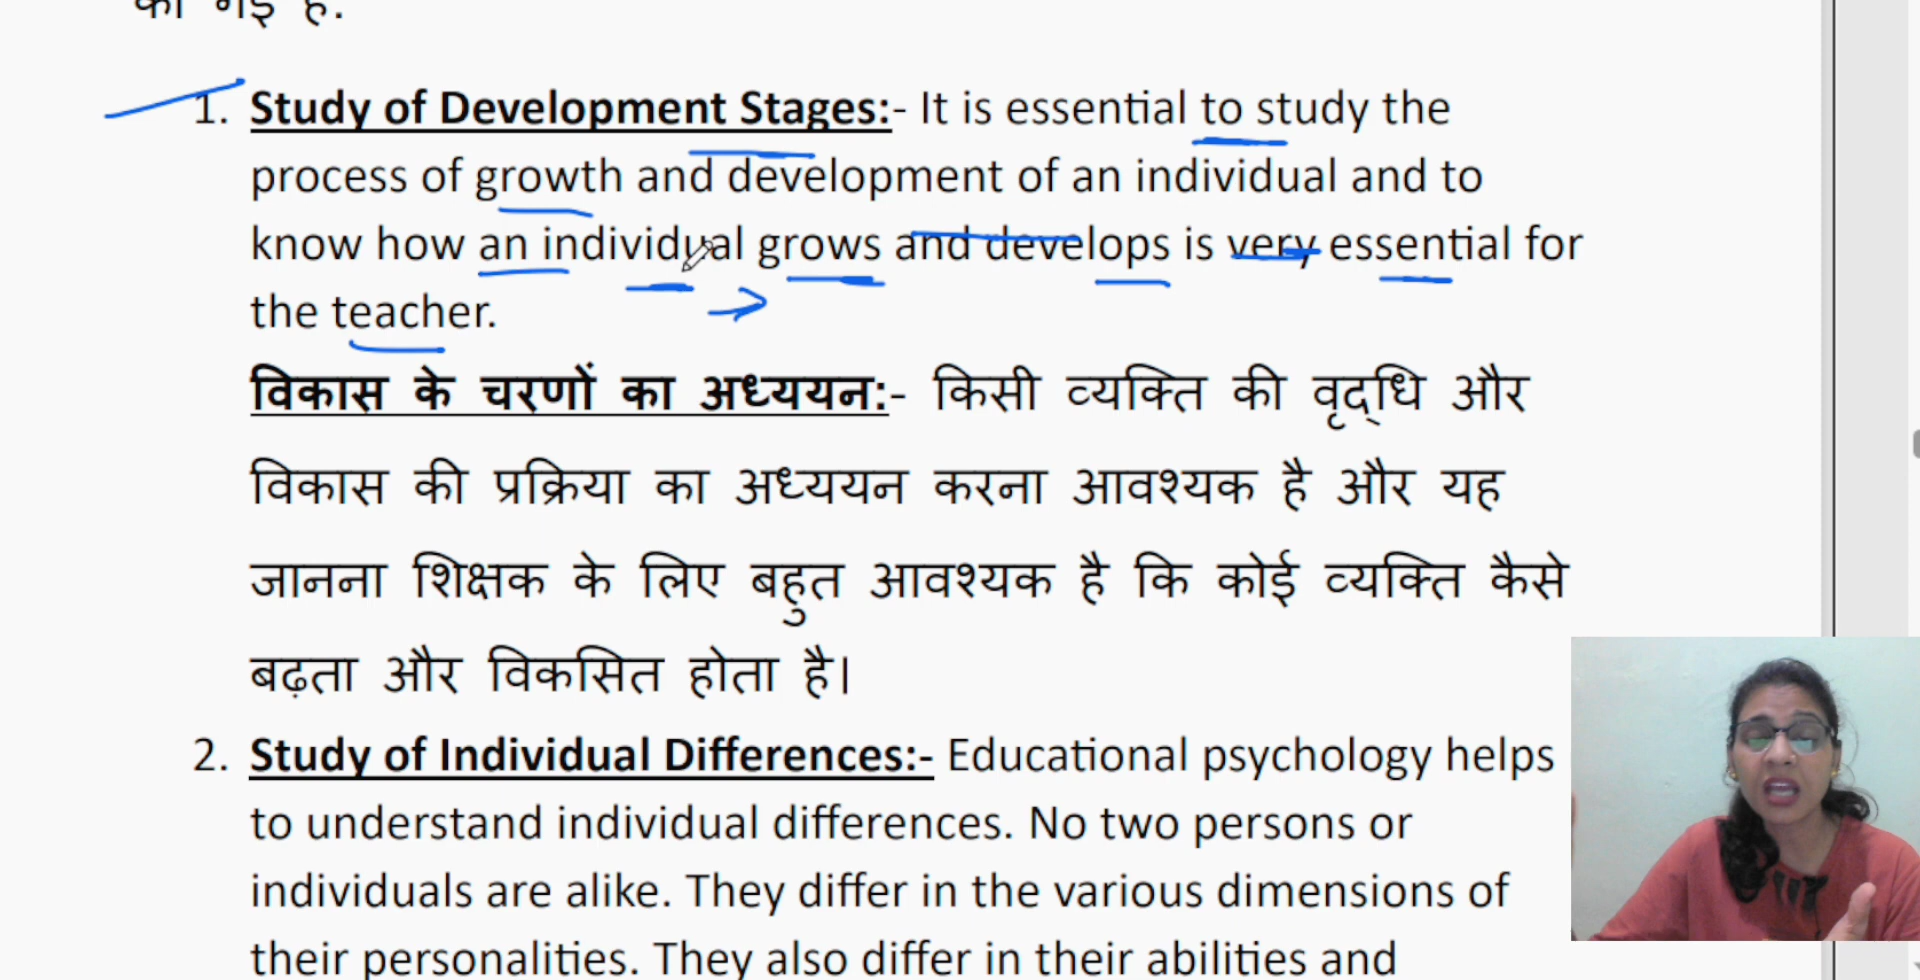 की गई है.
1. Study of Development Stages:- It is essential to study the
process of growth and development of an individual and to
know how an individual grows and develops is very essential for
the teacher.
विकास के चरणों का अध्ययन:- किसी व्यक्ति की वृद्धि और
विकास की प्रक्रिया का अध्ययन करना आवश्यक है और यह
जानना शिक्षक के लिए बहुत आवश्यक है कि कोई व्यक्ति कैसे
बढ़ता और विकसित होता है।
2. Study of Individual Differences:- Educational psychology helps
to understand individual differences. No two persons or
individuals are alike. They differ in the various dimensions of
their personalities. They also differ in their abilities and